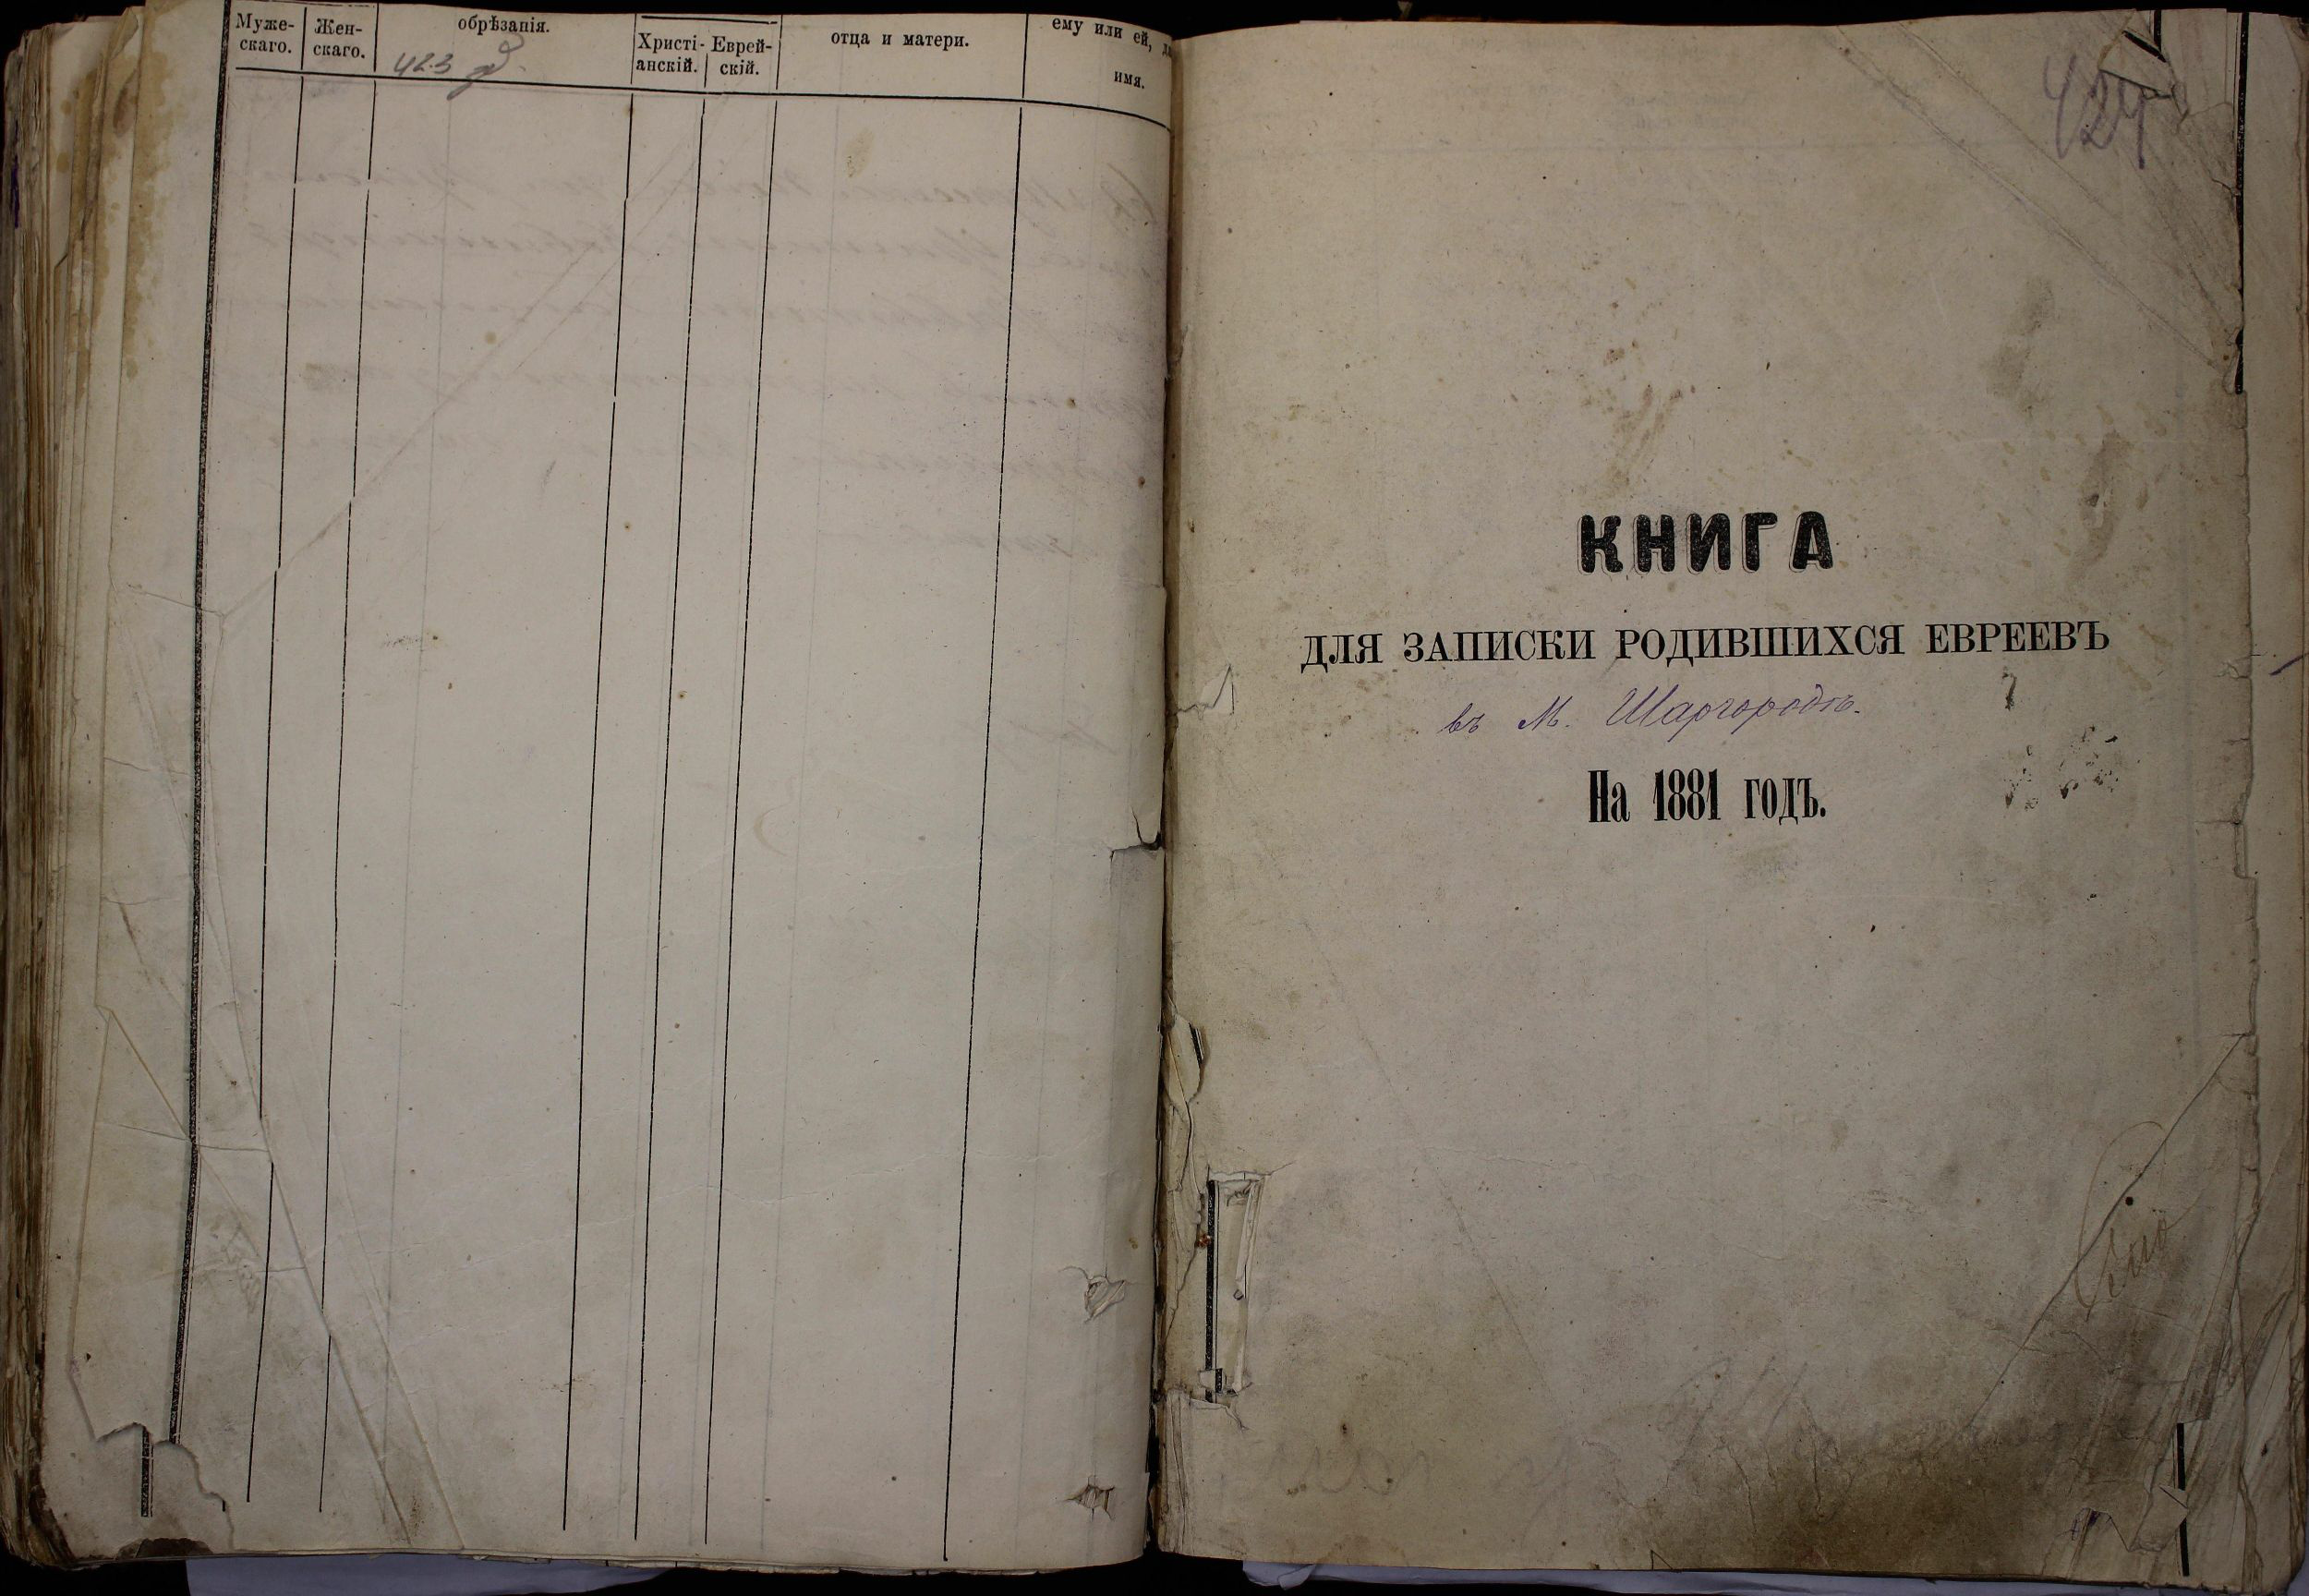 Муже-
скаго.
Жен-
скаго.
обрѣзанія.
423
Христі-
анскій.
Еврей-
скій.
отца и матери.
ему или ей,
имя.
424
КНИГА
ДЛЯ ЗАПИСКИ РОДИВШИХСЯ ЕВРЕЕВЪ
въ М. Шаргородѣ.
На 1881 годъ.